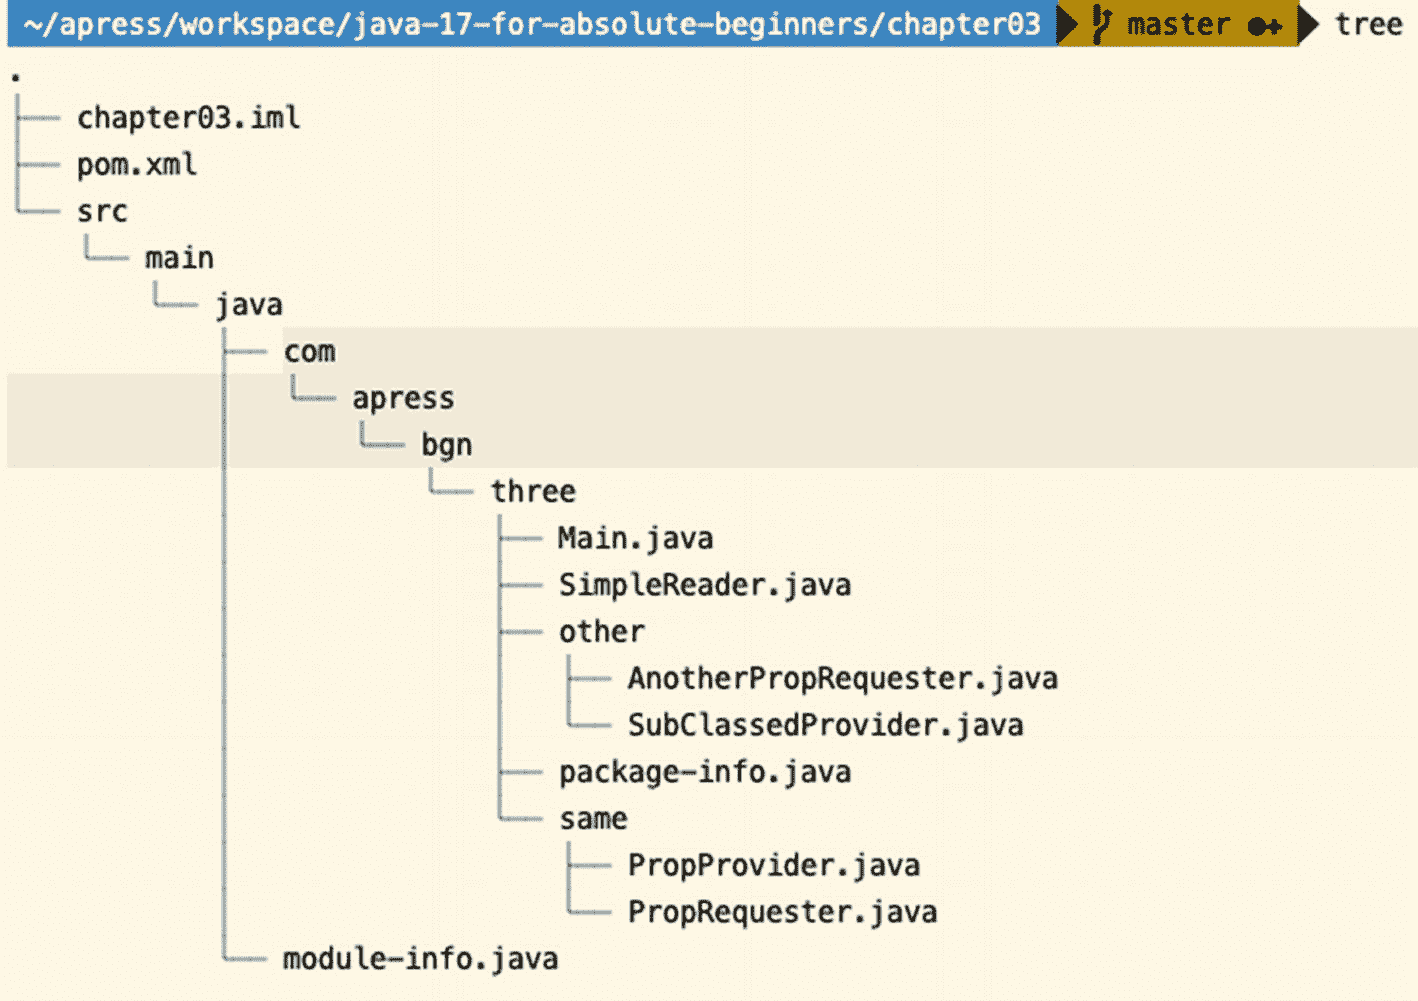 ~/apress/workspace/java-17-for-absolute-beginners/chapter03 master ●+ tree
.
├── chapter03.iml
├── pom.xml
└── src
    └── main
        └── java
            ├── com
            │   └── apress
            │       └── bgn
            │           └── three
            │               ├── Main.java
            │               ├── SimpleReader.java
            │               ├── other
            │               │   ├── AnotherPropRequester.java
            │               │   └── SubClassedProvider.java
            │               ├── package-info.java
            │               └── same
            │                   ├── PropProvider.java
            │                   └── PropRequester.java
            └── module-info.java